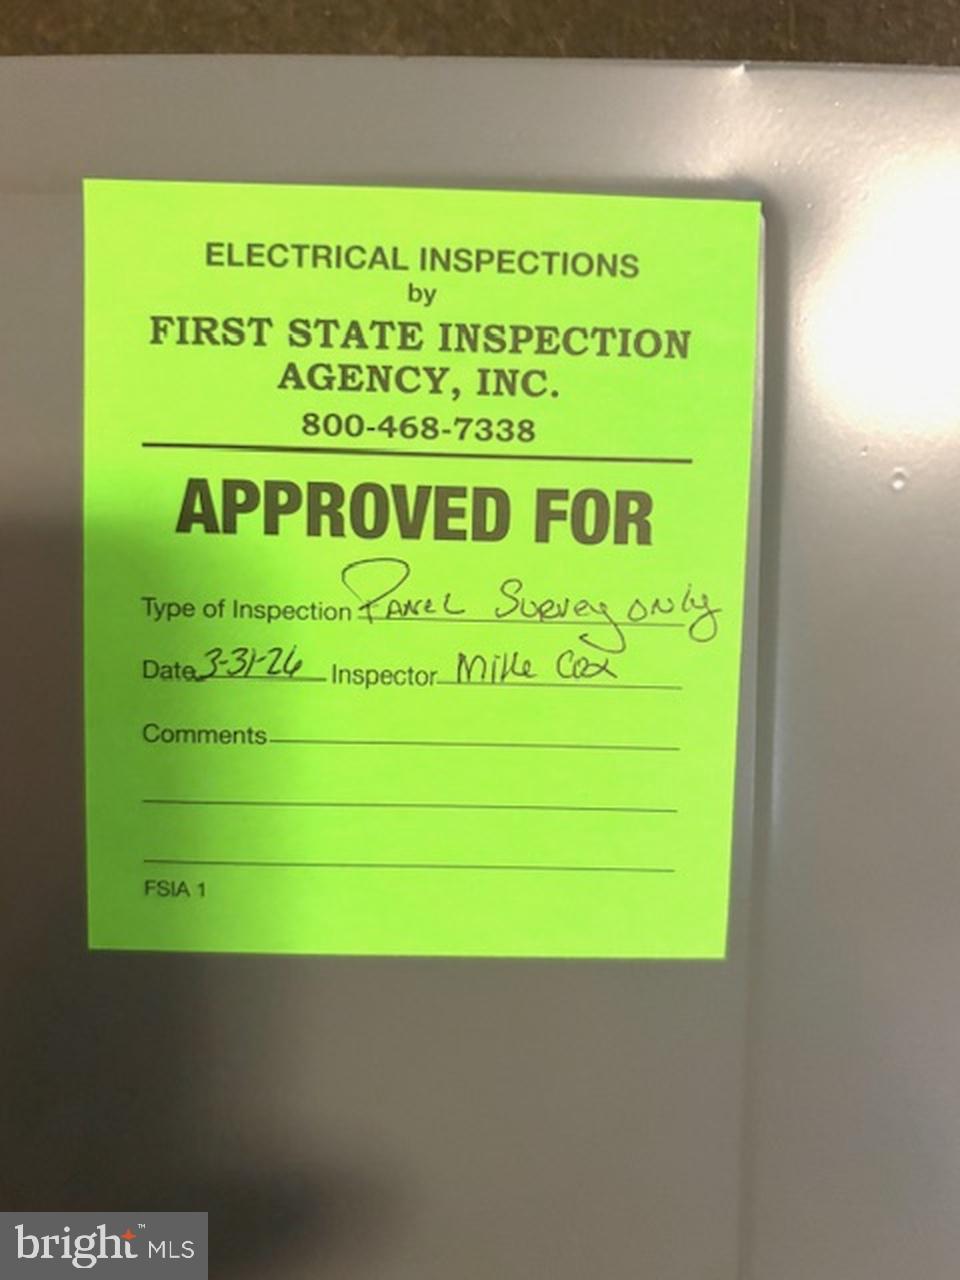 ELECTRICAL INSPECTIONS
by
FIRST STATE INSPECTION
AGENCY, INC.
800-468-7338
APPROVED FOR
Type of Inspection Panel Survey only
Date 3-31-26 Inspector Mike Cox
Comments
FSIA 1
bright™ MLS